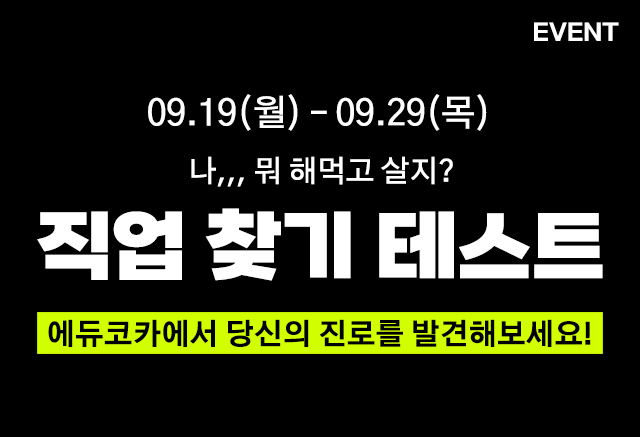 EVENT
09.19(월) – 09.29(목)
나,,, 뭐 해먹고 살지?
직업 찾기 테스트
에듀코카에서 당신의 진로를 발견해보세요!